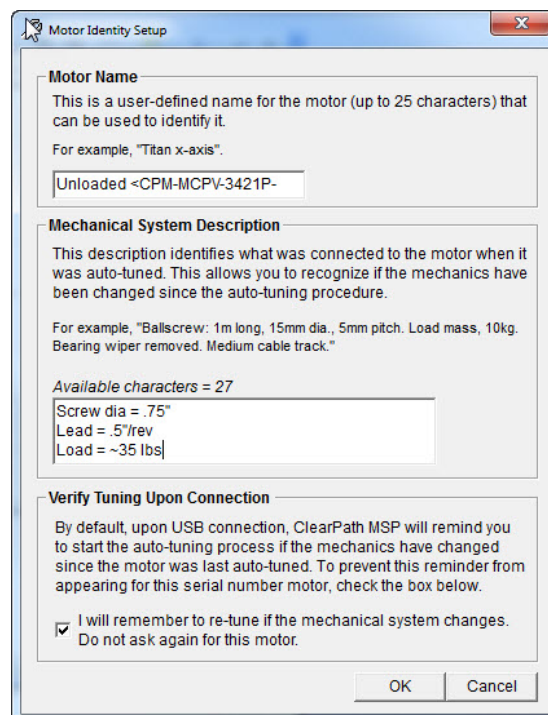 Motor Identity Setup
Motor Name
This is a user-defined name for the motor (up to 25 characters) that
can be used to identify it.
For example, "Titan x-axis".
Unloaded <CPM-MCPV-3421P-
Mechanical System Description
This description identifies what was connected to the motor when it
was auto-tuned. This allows you to recognize if the mechanics have
been changed since the auto-tuning procedure.
For example, "Ballscrew: 1m long, 15mm dia., 5mm pitch. Load mass, 10kg.
Bearing wiper removed. Medium cable track."
Available characters = 27
Screw dia = .75"
Lead = .5"/rev
Load = ~35 lbs
Verify Tuning Upon Connection
By default, upon USB connection, ClearPath MSP will remind you
to start the auto-tuning process if the mechanics have changed
since the motor was last auto-tuned. To prevent this reminder from
appearing for this serial number motor, check the box below.
I will remember to re-tune if the mechanical system changes.
Do not ask again for this motor.
OK Cancel